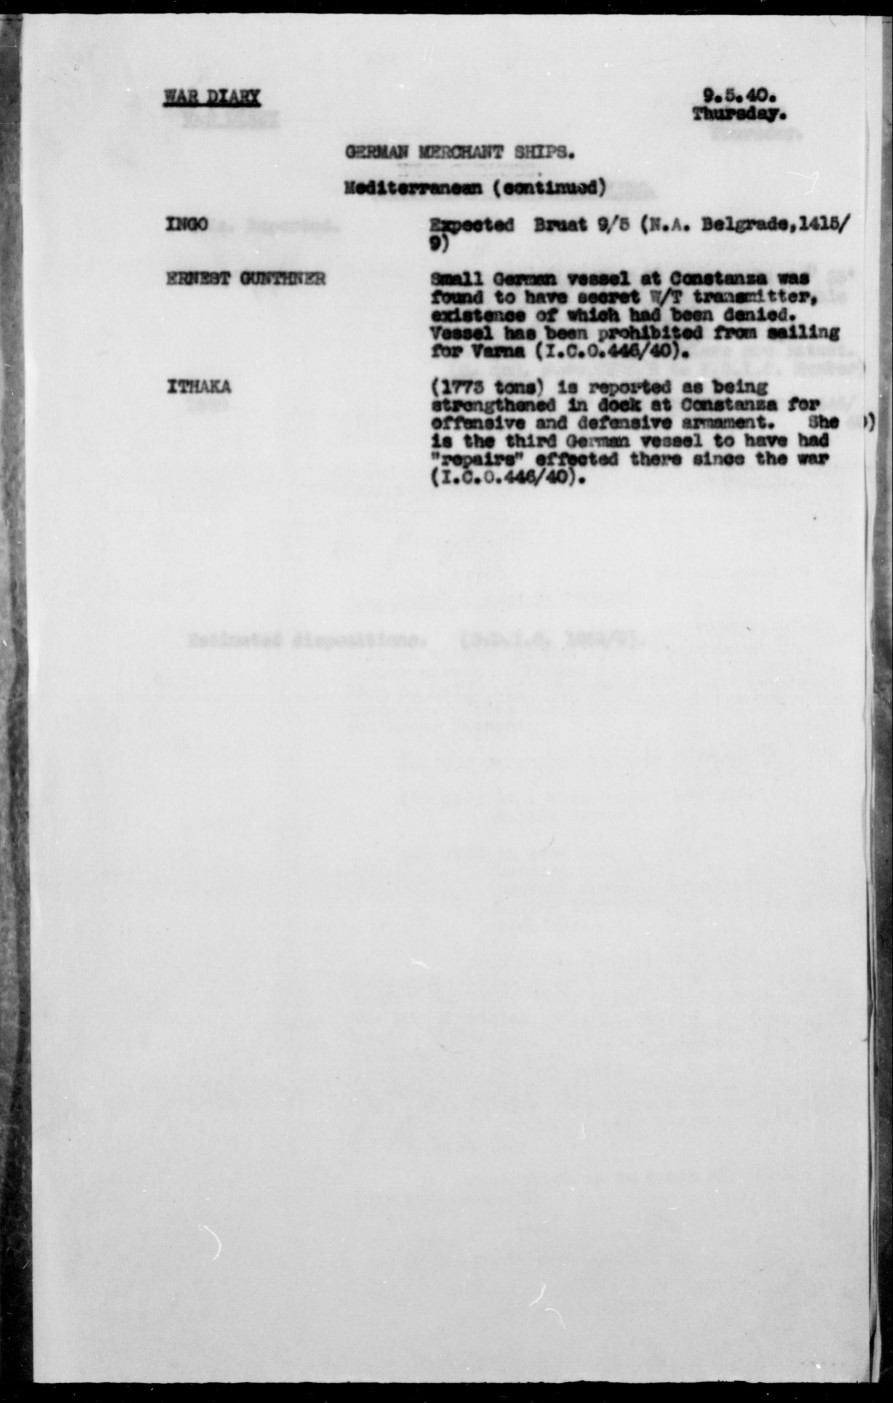 WAR DIARY
9.5.40.
Thursday.
GERMAN MERCHANT SHIPS.
Mediterranean (continued)
INGO
Expected Bruat 9/5 (N.A. Belgrade,1415/
9)
ERNEST GUNTHNER
Small German vessel at Constanza was
found to have secret W/T transmitter,
existence of which had been denied.
Vessel has been prohibited from sailing
for Varna (I.C.O.446/40).
ITHAKA
(1773 tons) is reported as being
strengthened in dock at Constanza for
offensive and defensive armament. She
is the third German vessel to have had
"repairs" effected there since the war
(I.C.O.446/40).
Estimated dispositions.